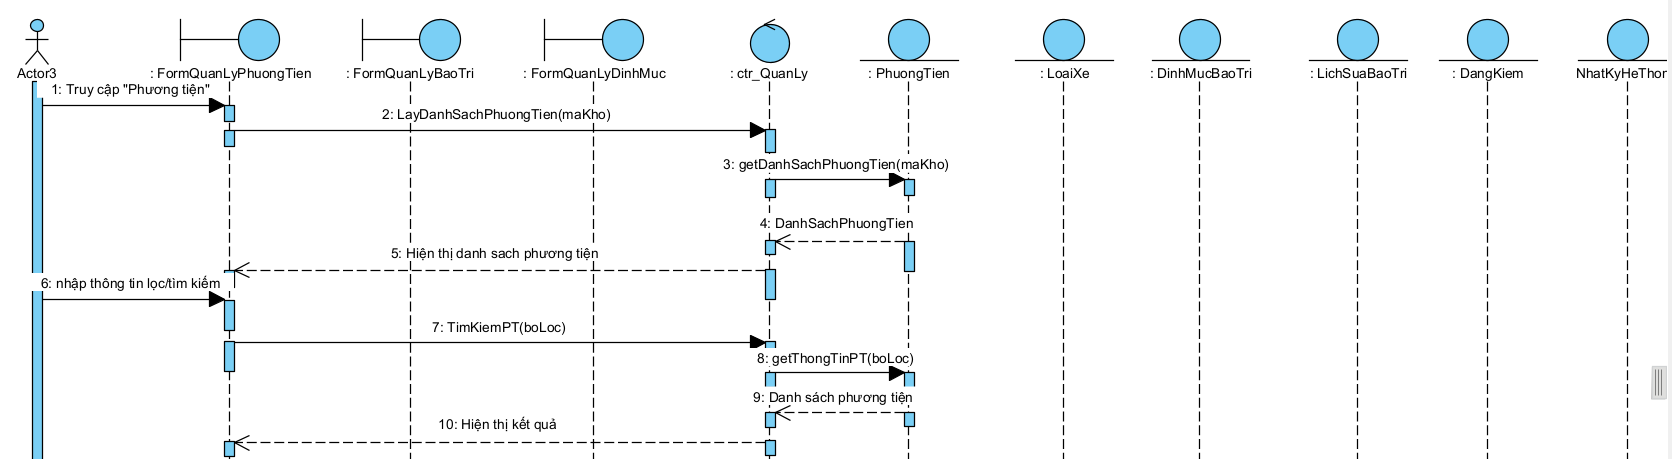 Actor3
: FormQuanLyPhuongTien
: FormQuanLyBaoTri
: FormQuanLyDinhMuc
: ctr_QuanLy
: PhuongTien
: LoaiXe
: DinhMucBaoTri
: LichSuaBaoTri
: DangKiem
NhatKyHeThon
1: Truy cập "Phương tiện"
2: LayDanhSachPhuongTien(maKho)
3: getDanhSachPhuongTien(maKho)
4: DanhSachPhuongTien
5: Hiện thị danh sach phương tiện
6: nhập thông tin lọc/tìm kiếm
7: TimKiemPT(boLoc)
8: getThongTinPT(boLoc)
9: Danh sách phương tiện
10: Hiện thị kết quả